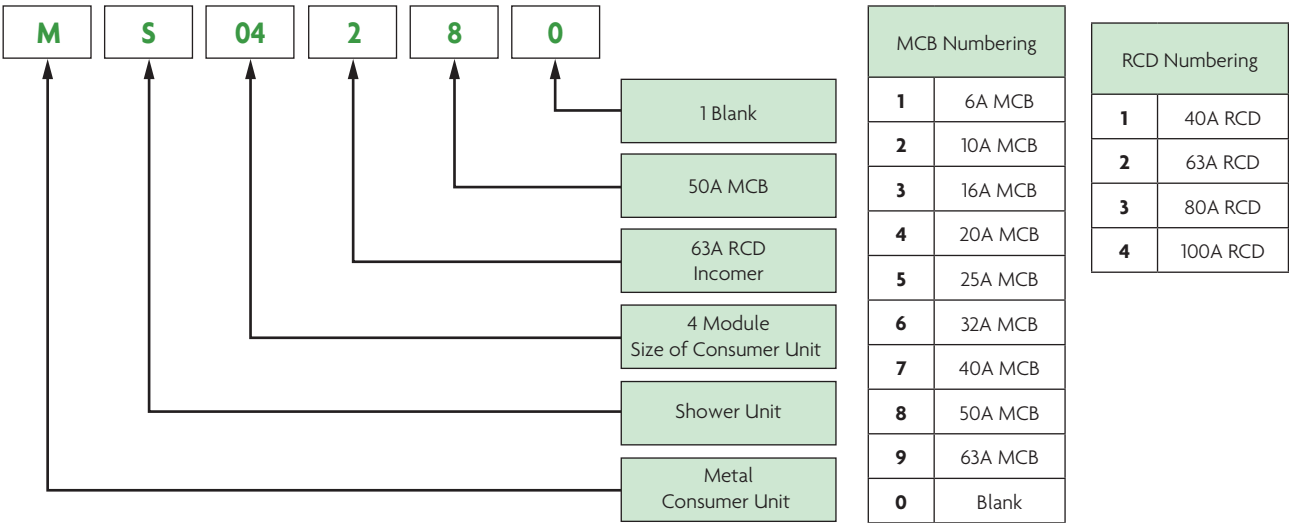 M S 04 2 8 0
1 Blank
50A MCB
63A RCD
Incomer
4 Module
Size of Consumer Unit
Shower Unit
Metal
Consumer Unit
MCB Numbering
1 6A MCB
2 10A MCB
3 16A MCB
4 20A MCB
5 25A MCB
6 32A MCB
7 40A MCB
8 50A MCB
9 63A MCB
0 Blank
RCD Numbering
1 40A RCD
2 63A RCD
3 80A RCD
4 100A RCD